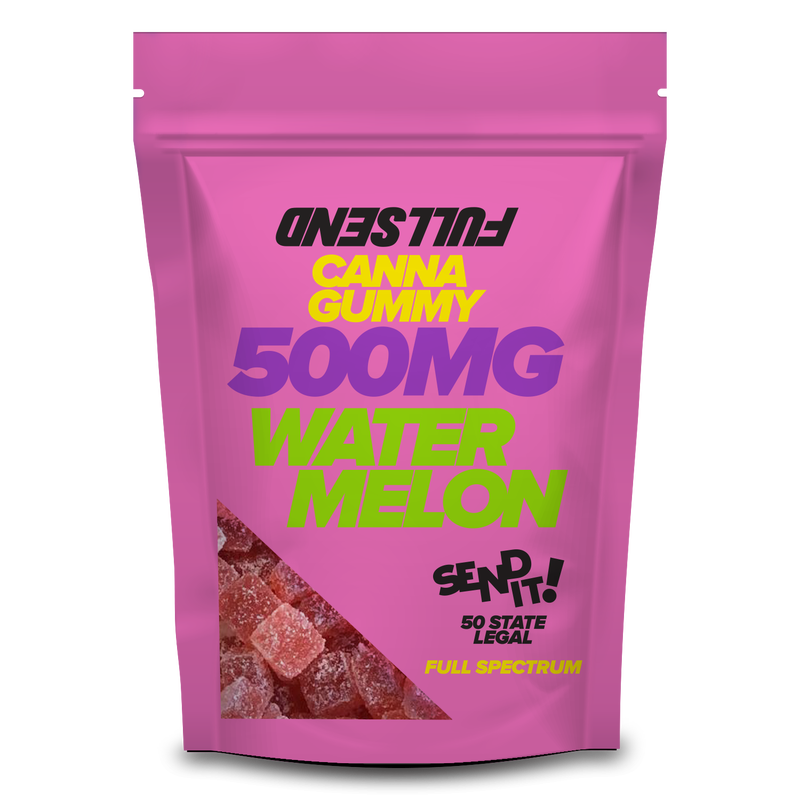 FULLSEND
CANNA
GUMMY
500MG
WATER
MELON
SEND IT!
50 STATE
LEGAL
FULL SPECTRUM